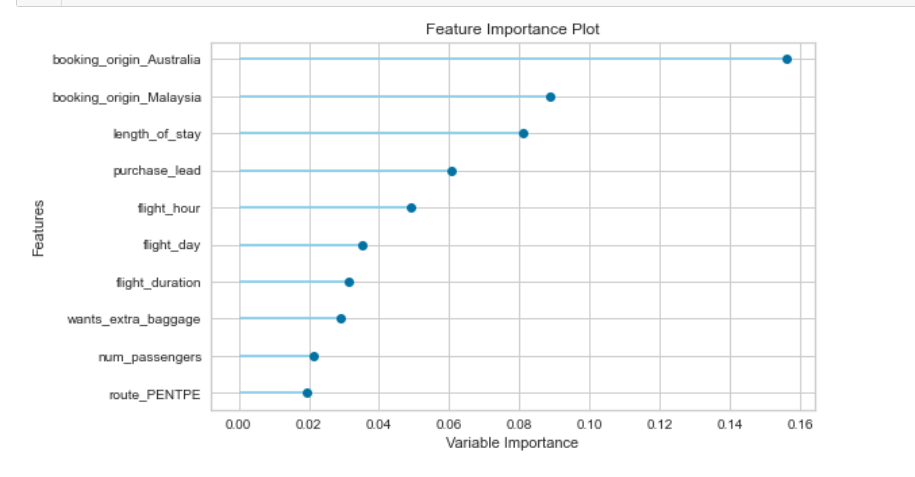 Feature Importance Plot
booking_origin_Australia
booking_origin_Malaysia
length_of_stay
purchase_lead
flight_hour
flight_day
flight_duration
wants_extra_baggage
num_passengers
route_PENTPE
Features
0.00 0.02 0.04 0.06 0.08 0.10 0.12 0.14 0.16
Variable Importance